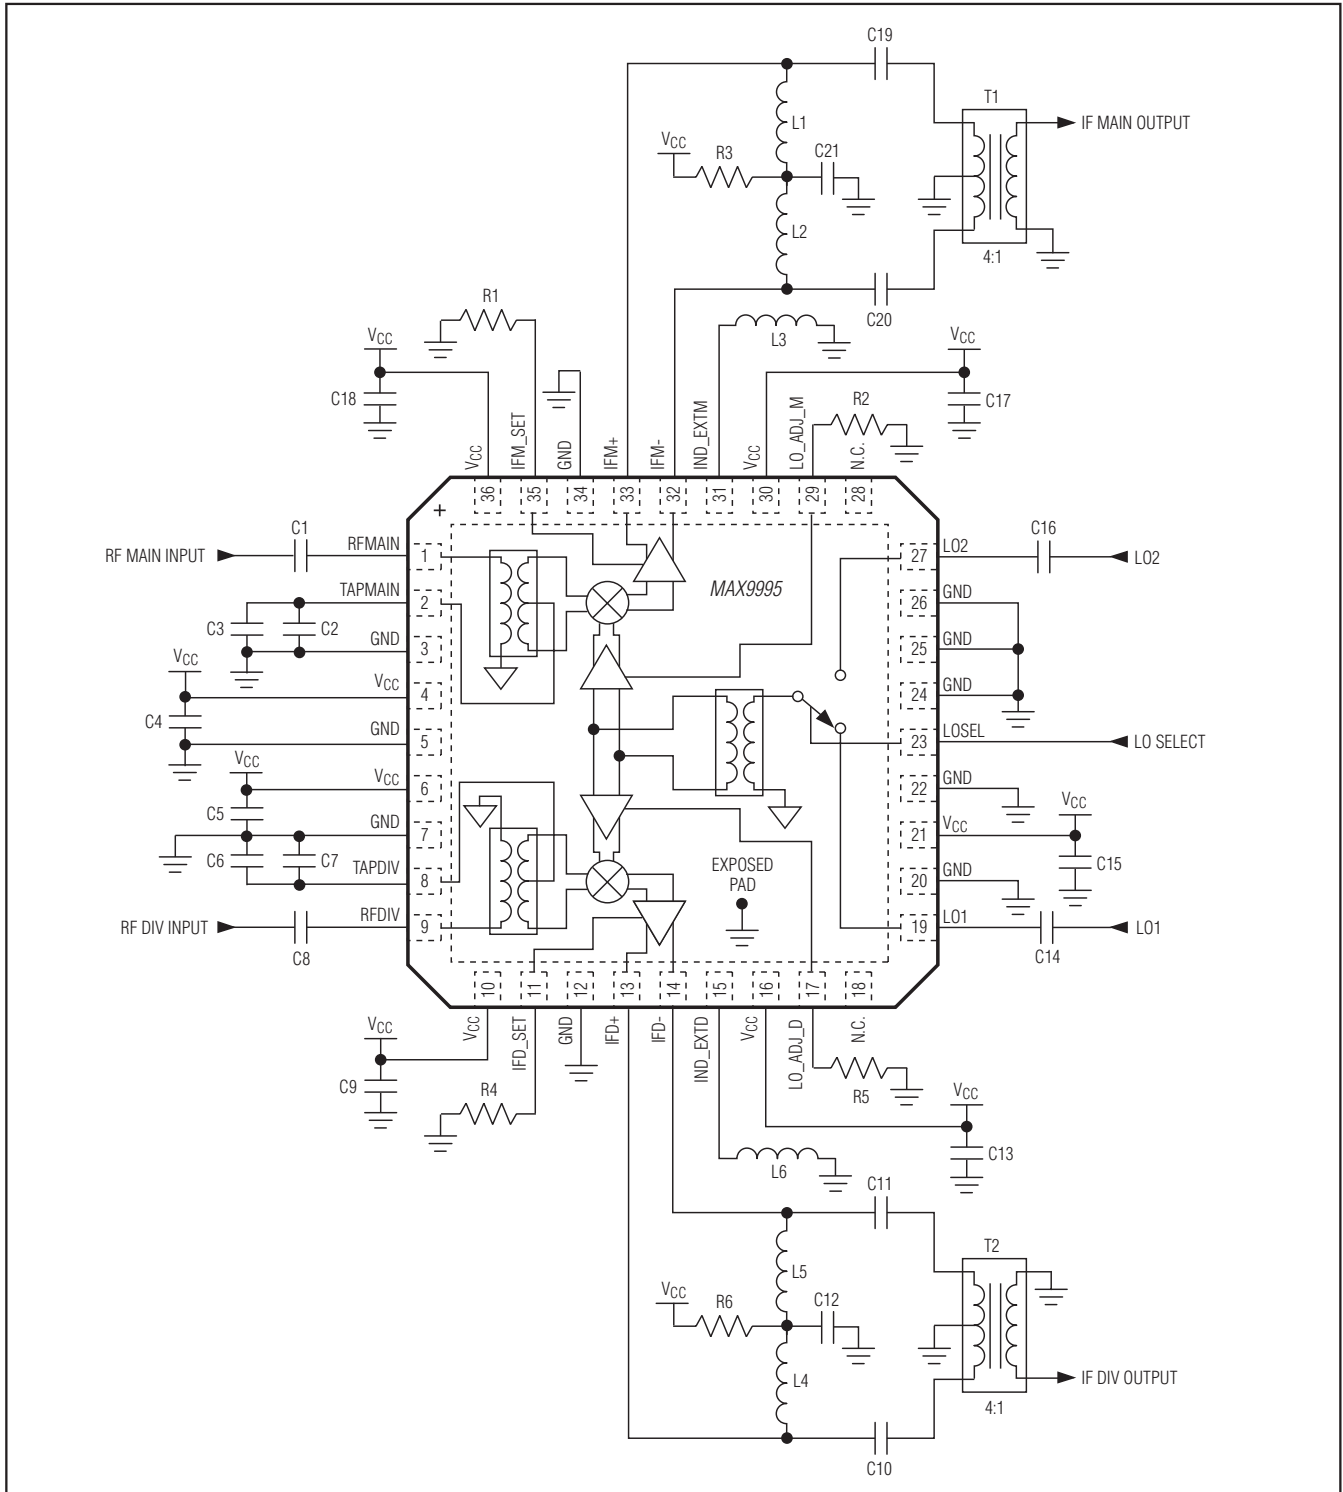 C19
T1
IF MAIN OUTPUT
L1
VCC
R3
C21
L2
4:1
C20
R1
L3
VCC
VCC
C18
C17
R2
VCC
IFM_SET
GND
IFM+
IFM-
IND_EXTM
VCC
LO_ADJ_M
N.C.
36
35
34
33
32
31
30
29
28
+
C1
RF MAIN INPUT
RFMAIN
1
MAX9995
27
LO2
C16
LO2
TAPMAIN
2
26
GND
C3
C2
GND
3
25
GND
VCC
VCC
4
24
GND
C4
GND
5
23
LOSEL
LO SELECT
VCC
VCC
6
22
GND
VCC
C5
GND
7
21
VCC
C6
C7
C15
TAPDIV
8
EXPOSED
PAD
20
GND
RF DIV INPUT
RFDIV
9
19
LO1
LO1
C8
C14
10
11
12
13
14
15
16
17
18
VCC
IFD_SET
GND
IFD+
IFD-
IND_EXTD
VCC
LO_ADJ_D
N.C.
VCC
C9
R4
R5
VCC
C13
L6
C11
T2
L5
VCC
R6
C12
L4
IF DIV OUTPUT
4:1
C10